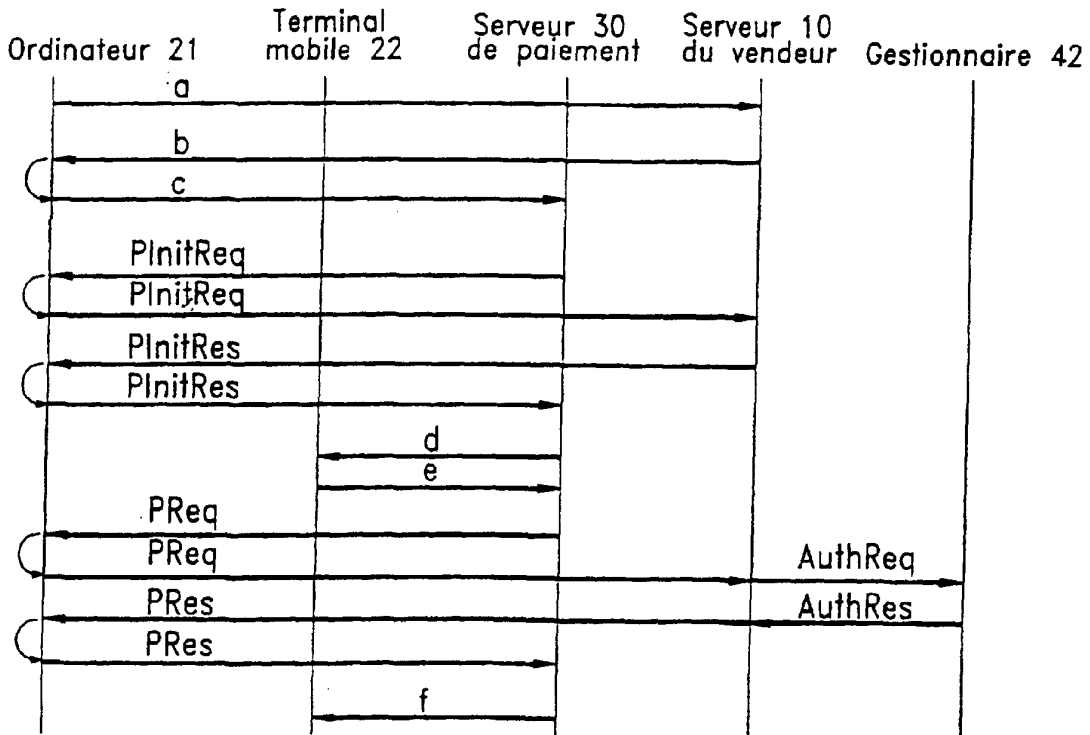 Ordinateur 21
Terminal
mobile 22
Serveur 30
de paiement
Serveur 10
du vendeur
Gestionnaire 42
a
b
c
PInitReq
PInitReq
PInitRes
PInitRes
d
e
PReq
PReq
AuthReq
PRes
AuthRes
PRes
f